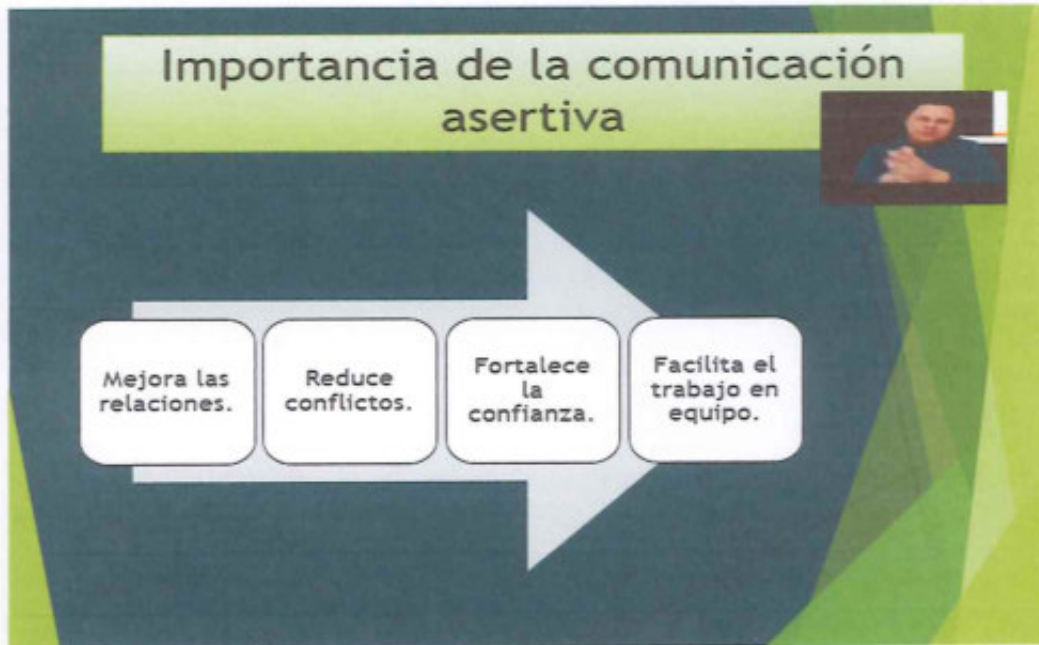 Importancia de la comunicación
asertiva
Mejora las
relaciones.
Reduce
conflictos.
Fortalece
la
confianza.
Facilita el
trabajo en
equipo.